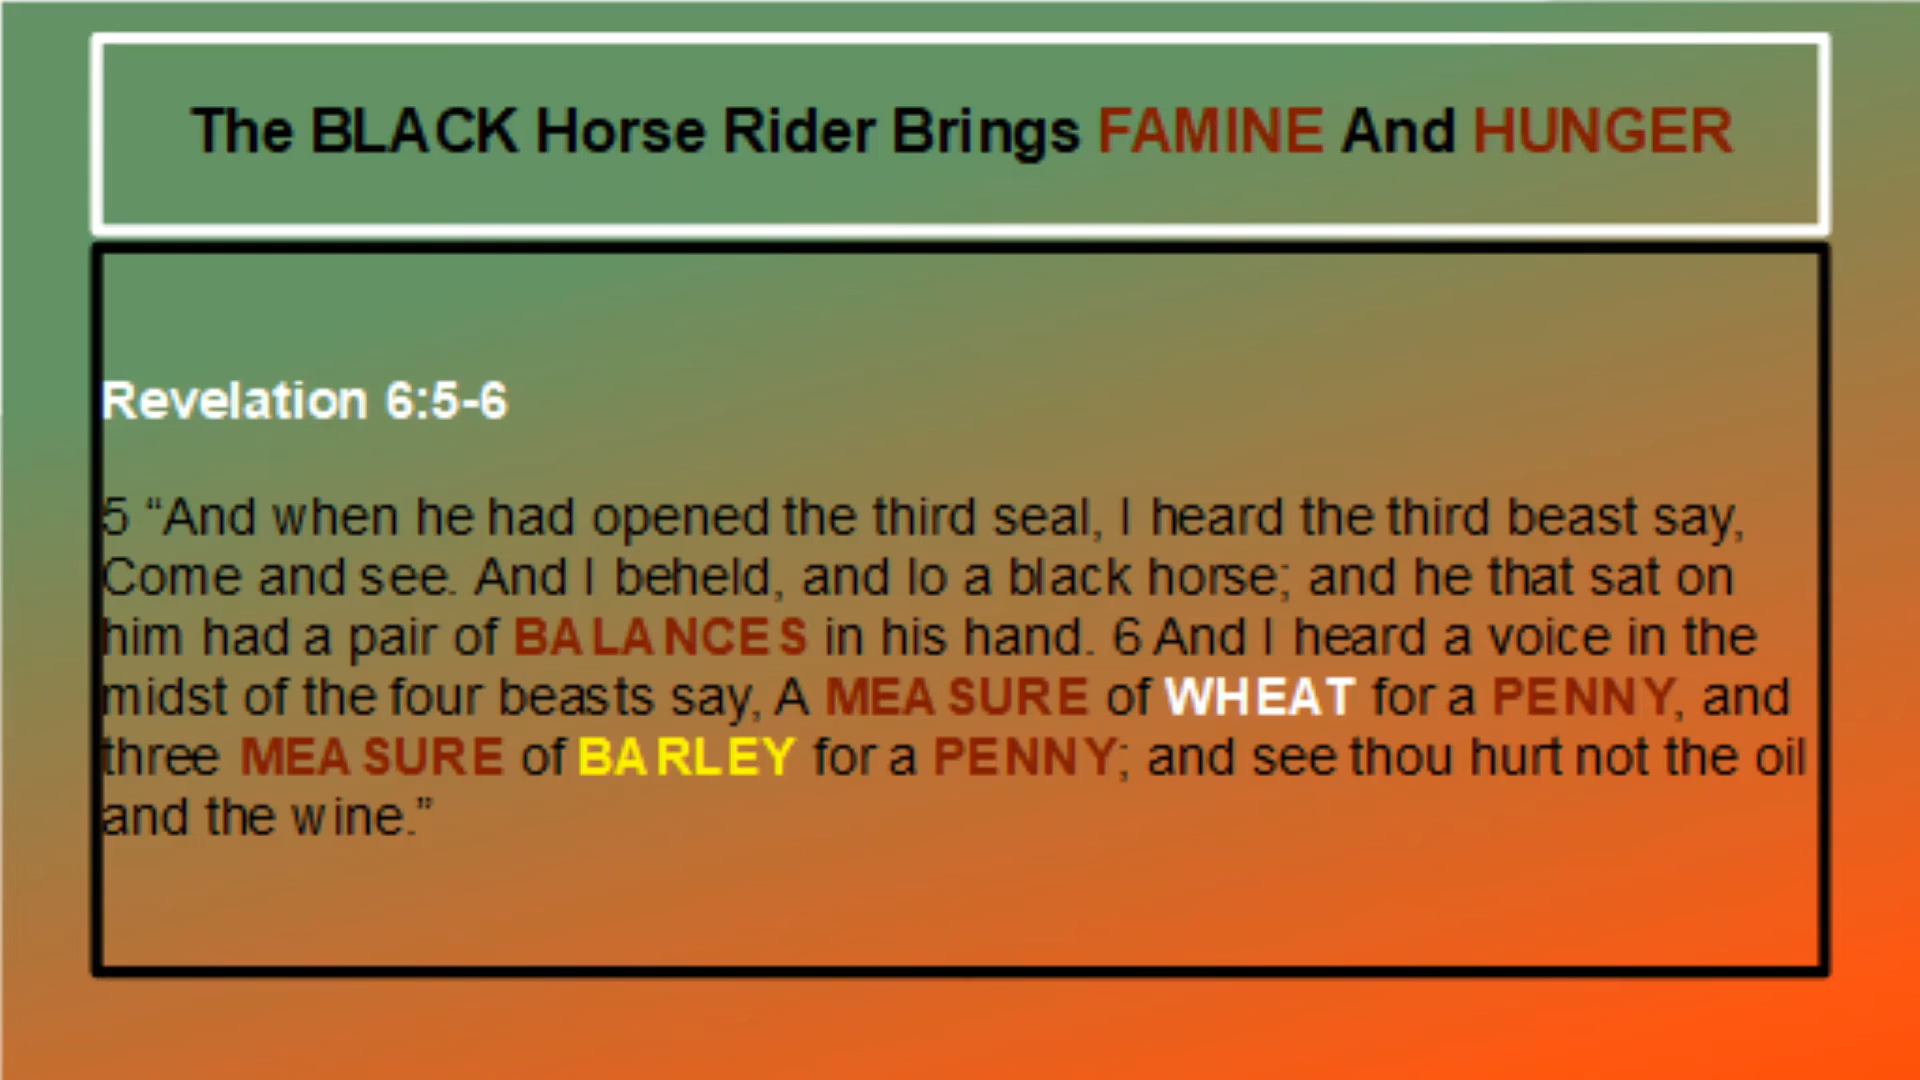 The BLACK Horse Rider Brings FAMINE And HUNGER
Revelation 6:5-6
5 “And when he had opened the third seal, I heard the third beast say,
Come and see. And I beheld, and lo a black horse; and he that sat on
him had a pair of BALANCES in his hand. 6 And I heard a voice in the
midst of the four beasts say, A MEASURE of WHEAT for a PENNY, and
three MEASURE of BARLEY for a PENNY; and see thou hurt not the oil
and the wine.”